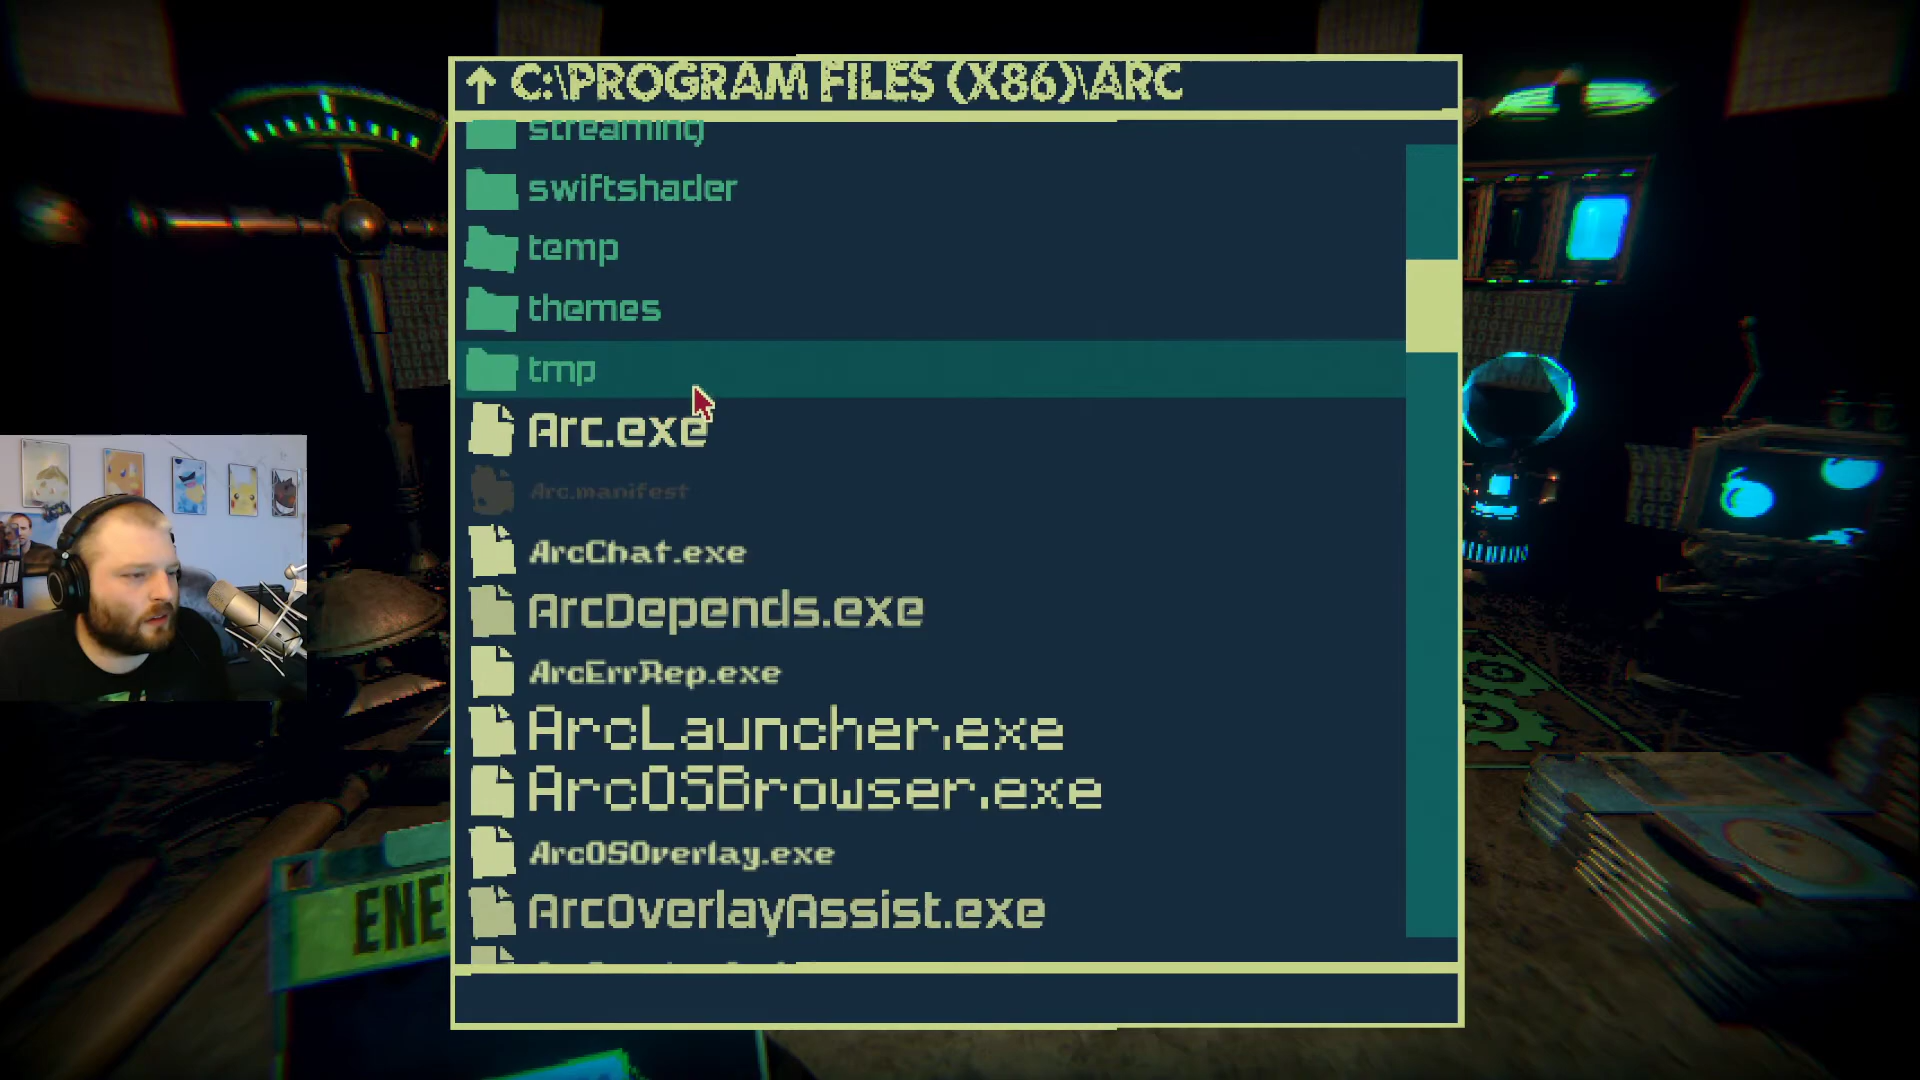 C:\PROGRAM FILES (X86)\ARC
streaming
swiftshader
temp
themes
tmp
Arc.exe
Arc.manifest
ArcChat.exe
ArcDepends.exe
ArcErrRep.exe
ArcLauncher.exe
ArcOSBrowser.exe
ArcOSOverlay.exe
ArcOverlayAssist.exe
ENE